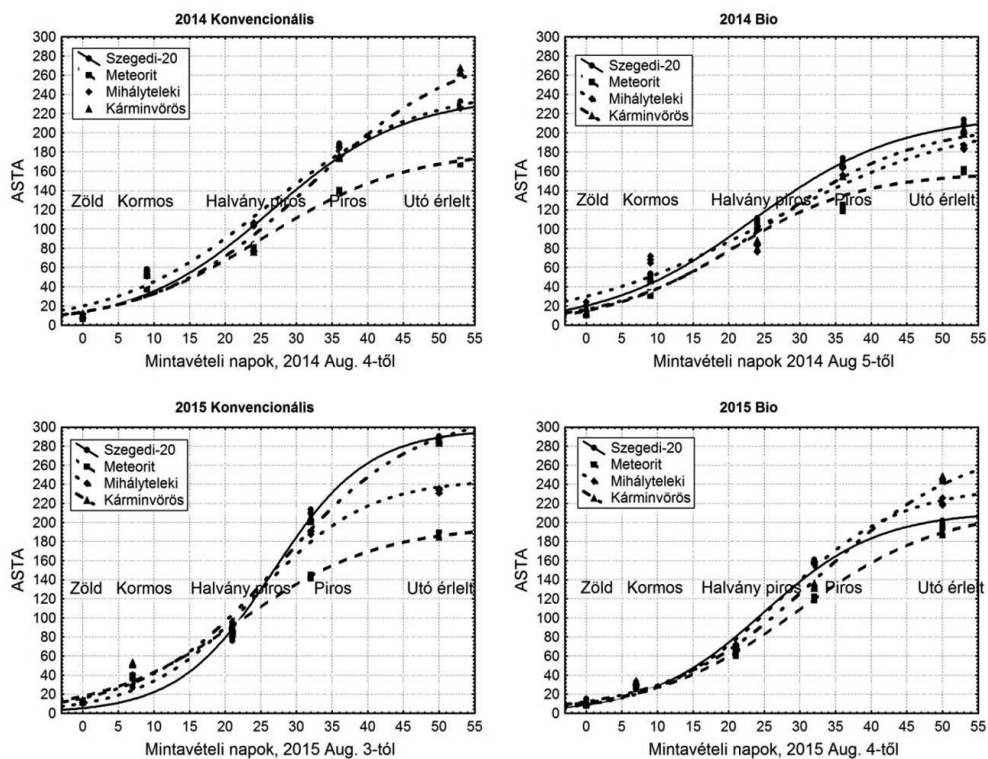 2014 Konvencionális
300
280
260
240
220
200
180
160
140
120
100
80
60
40
20
0
ASTA
Szegedi-20
Meteorit
Mihályteleki
Kárminvörös
Zöld Kormos Halvány piros Piros Utó érlelt
0 5 10 15 20 25 30 35 40 45 50 55
Mintavételi napok, 2014 Aug. 4-től
2014 Bio
300
280
260
240
220
200
180
160
140
120
100
80
60
40
20
0
ASTA
Szegedi-20
Meteorit
Mihályteleki
Kárminvörös
Zöld Kormos Halvány piros Piros Utó érlelt
0 5 10 15 20 25 30 35 40 45 50 55
Mintavételi napok 2014 Aug 5-től
2015 Konvencionális
300
280
260
240
220
200
180
160
140
120
100
80
60
40
20
0
ASTA
Szegedi-20
Meteorit
Mihályteleki
Kárminvörös
Zöld Kormos Halvány piros Piros Utó érlelt
0 5 10 15 20 25 30 35 40 45 50 55
Mintavételi napok, 2015 Aug. 3-tól
2015 Bio
300
280
260
240
220
200
180
160
140
120
100
80
60
40
20
0
ASTA
Szegedi-20
Meteorit
Mihályteleki
Kárminvörös
Zöld Kormos Halvány piros Piros Utó érlelt
0 5 10 15 20 25 30 35 40 45 50 55
Mintavételi napok, 2015 Aug. 4-től